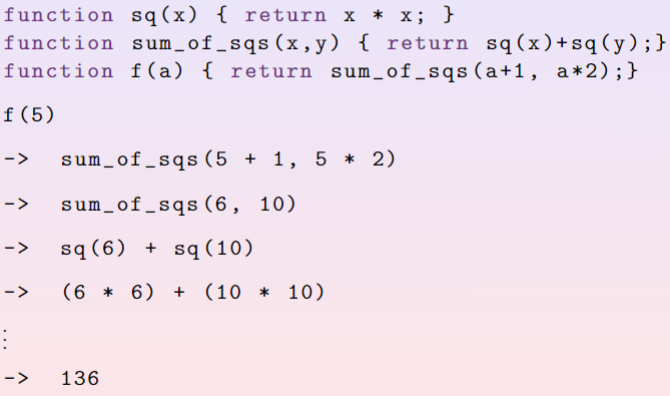 function sq(x) { return x * x; }
function sum_of_sqs(x,y) { return sq(x)+sq(y);}
function f(a) { return sum_of_sqs(a+1, a*2);}
f(5)
-> sum_of_sqs(5 + 1, 5 * 2)
-> sum_of_sqs(6, 10)
-> sq(6) + sq(10)
-> (6 * 6) + (10 * 10)
⋮
-> 136